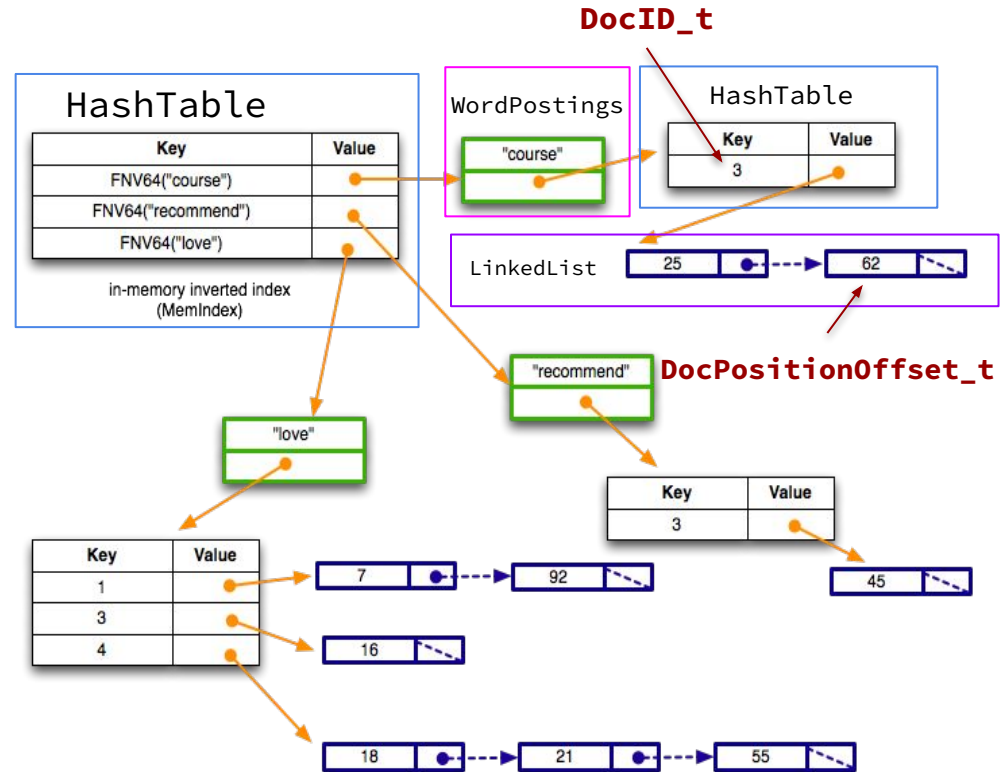 DocID_t
HashTable
WordPostings
HashTable
Key Value
FNV64("course")
FNV64("recommend")
FNV64("love")
in-memory inverted index
(MemIndex)
"course"
Key Value
3
LinkedList
25 62
DocPositionOffset_t
"recommend"
"love"
Key Value
3
45
Key Value
1
3
4
7 92
16
18 21 55